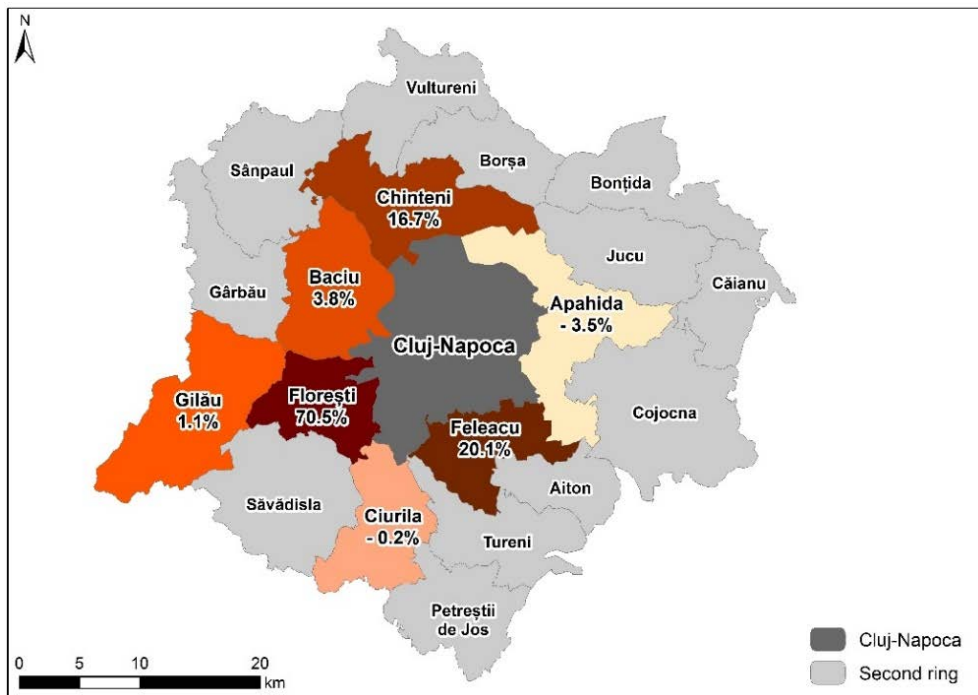 N
Vultureni
Sânpaul
Borșa
Bonțida
Chinteni
16.7%
Jucu
Căianu
Gârbău
Baciu
3.8%
Apahida
- 3.5%
Cluj-Napoca
Gilău
1.1%
Florești
70.5%
Feleacu
20.1%
Cojocna
Săvădisla
Aiton
Ciurila
- 0.2%
Tureni
Petreștii
de Jos
Cluj-Napoca
Second ring
0 5 10 20
km